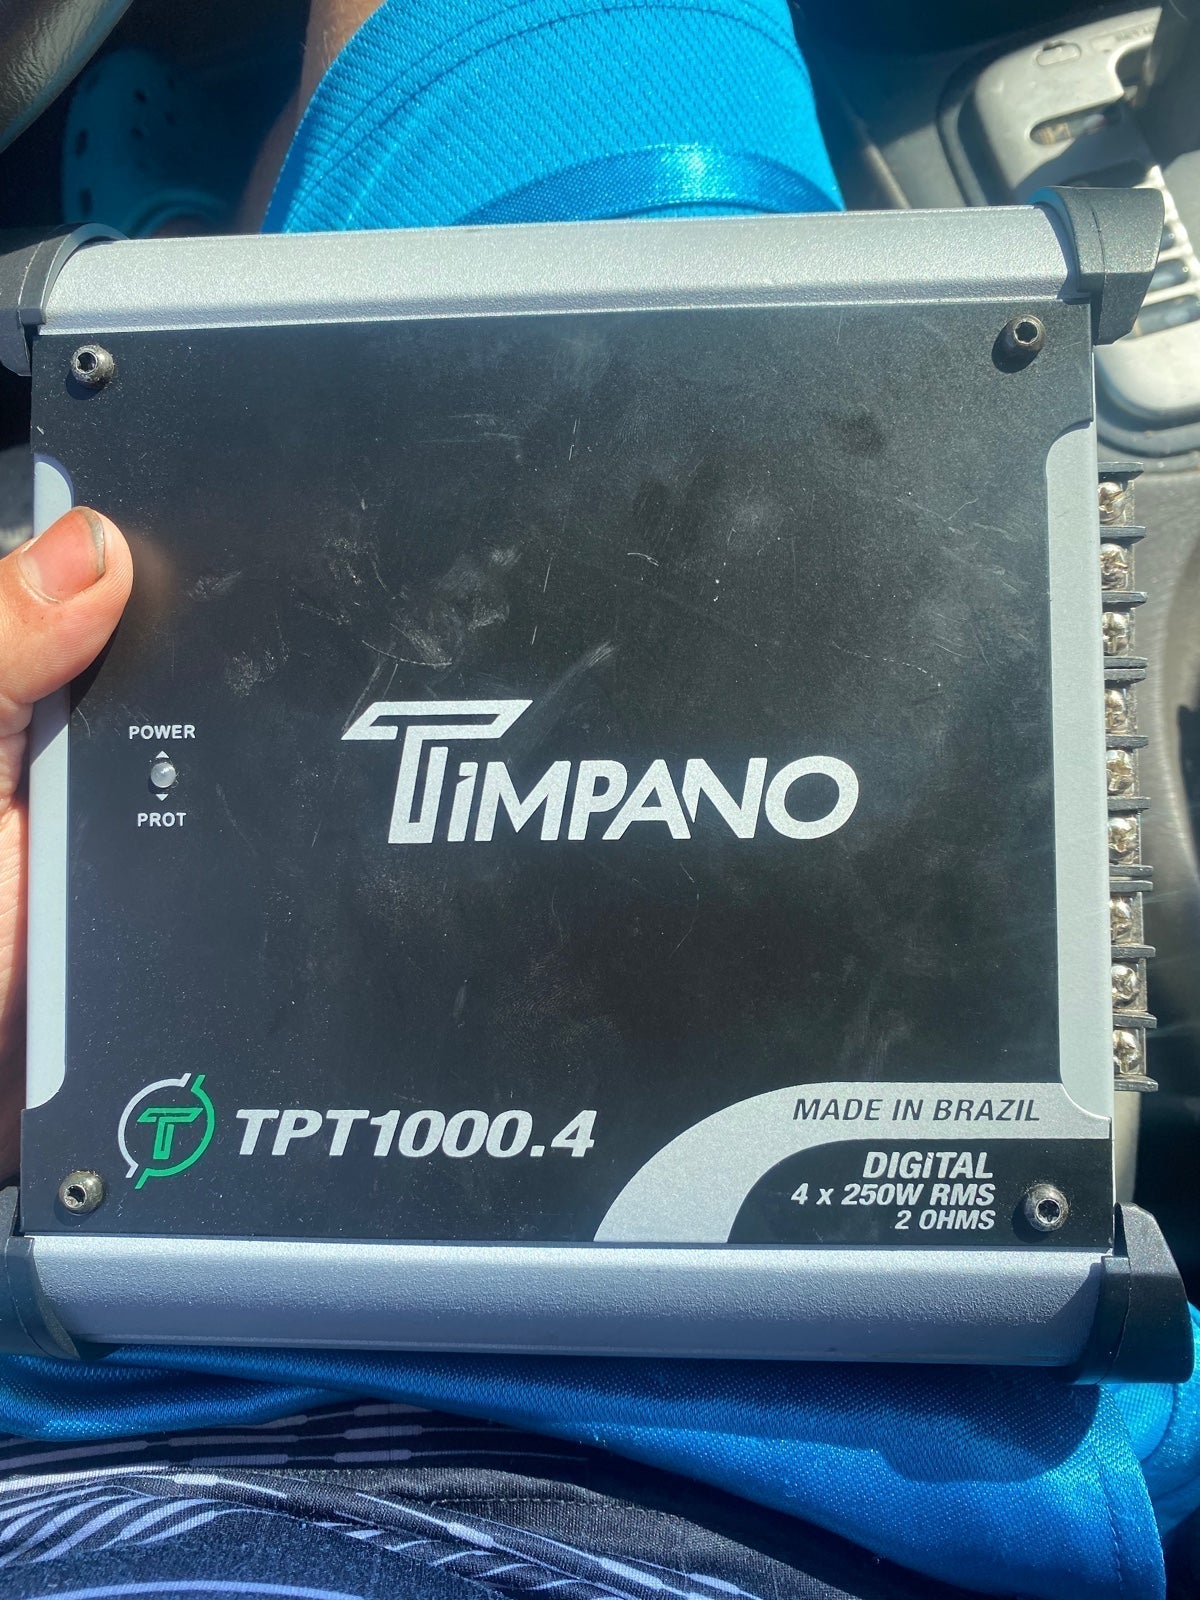 POWER
PROT
TiMPANO
T TPT1000.4
MADE IN BRAZIL
DIGiTAL
4 x 250W RMS
2 OHMS